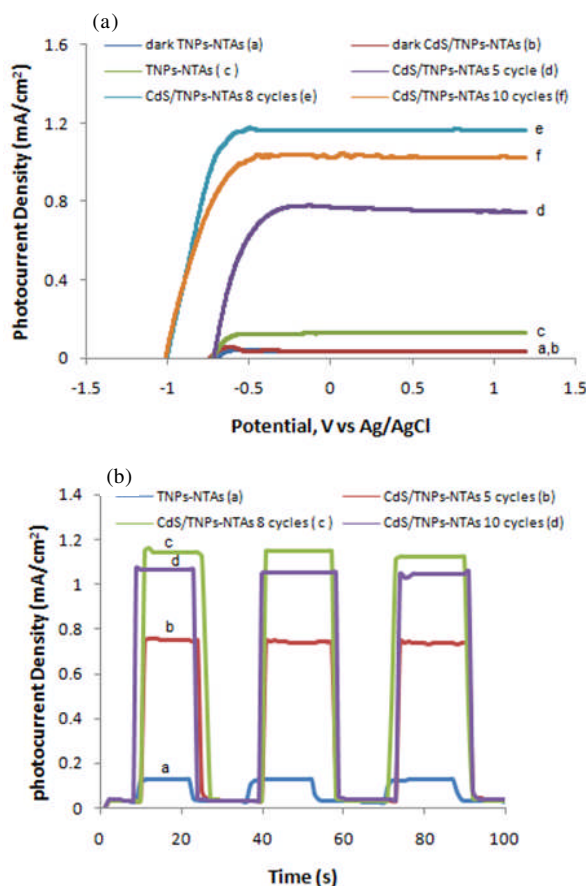 (a)
dark TNPs-NTAs (a) dark CdS/TNPs-NTAs (b)
TNPs-NTAs ( c ) CdS/TNPs-NTAs 5 cycle (d)
CdS/TNPs-NTAs 8 cycles (e) CdS/TNPs-NTAs 10 cycles (f)
Photocurrent Density (mA/cm²)
1.6
1.2
0.8
0.4
0
e
f
d
c
a,b
-1.5 -1 -0.5 0 0.5 1 1.5
Potential, V vs Ag/AgCl
(b)
TNPs-NTAs (a) CdS/TNPs-NTAs 5 cycles (b)
CdS/TNPs-NTAs 8 cycles ( c ) CdS/TNPs-NTAs 10 cycles (d)
photocurrent Density (mA/cm²)
1.4
1.2
1
0.8
0.6
0.4
0.2
0
c
d
b
a
0 20 40 60 80 100
Time (s)